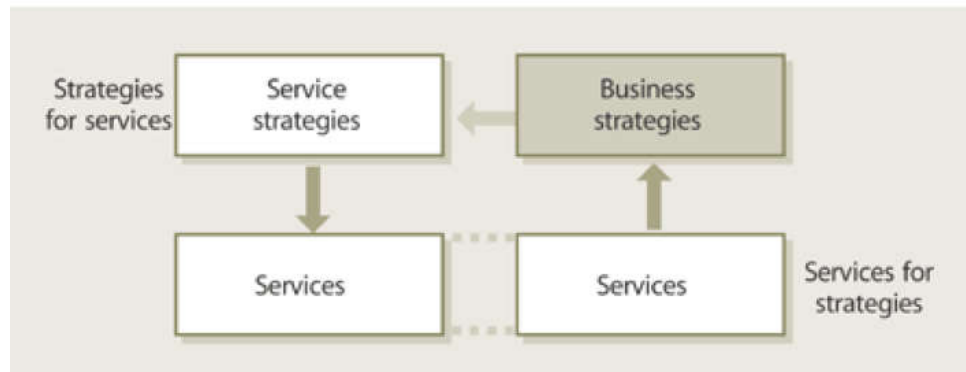 Strategies
for services
Service
strategies
Business
strategies
Services
Services
Services for
strategies